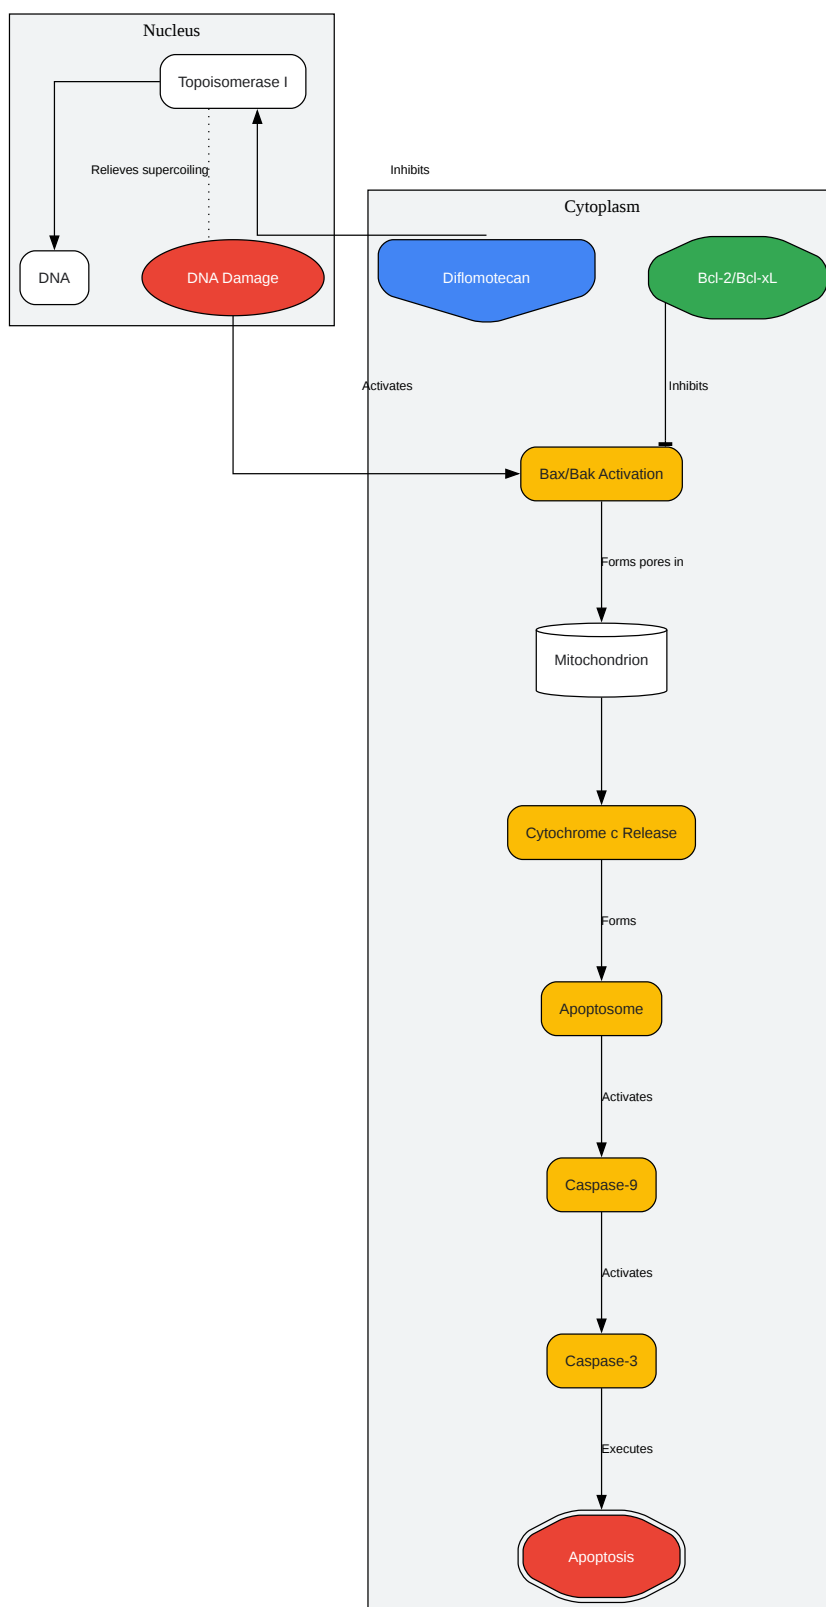 Nucleus
Topoisomerase I
Relieves supercoiling
Inhibits
Cytoplasm
DNA
DNA Damage
Diflomotecan
Bcl-2/Bcl-xL
Activates
Inhibits
Bax/Bak Activation
Forms pores in
Mitochondrion
Cytochrome c Release
Forms
Apoptosome
Activates
Caspase-9
Activates
Caspase-3
Executes
Apoptosis